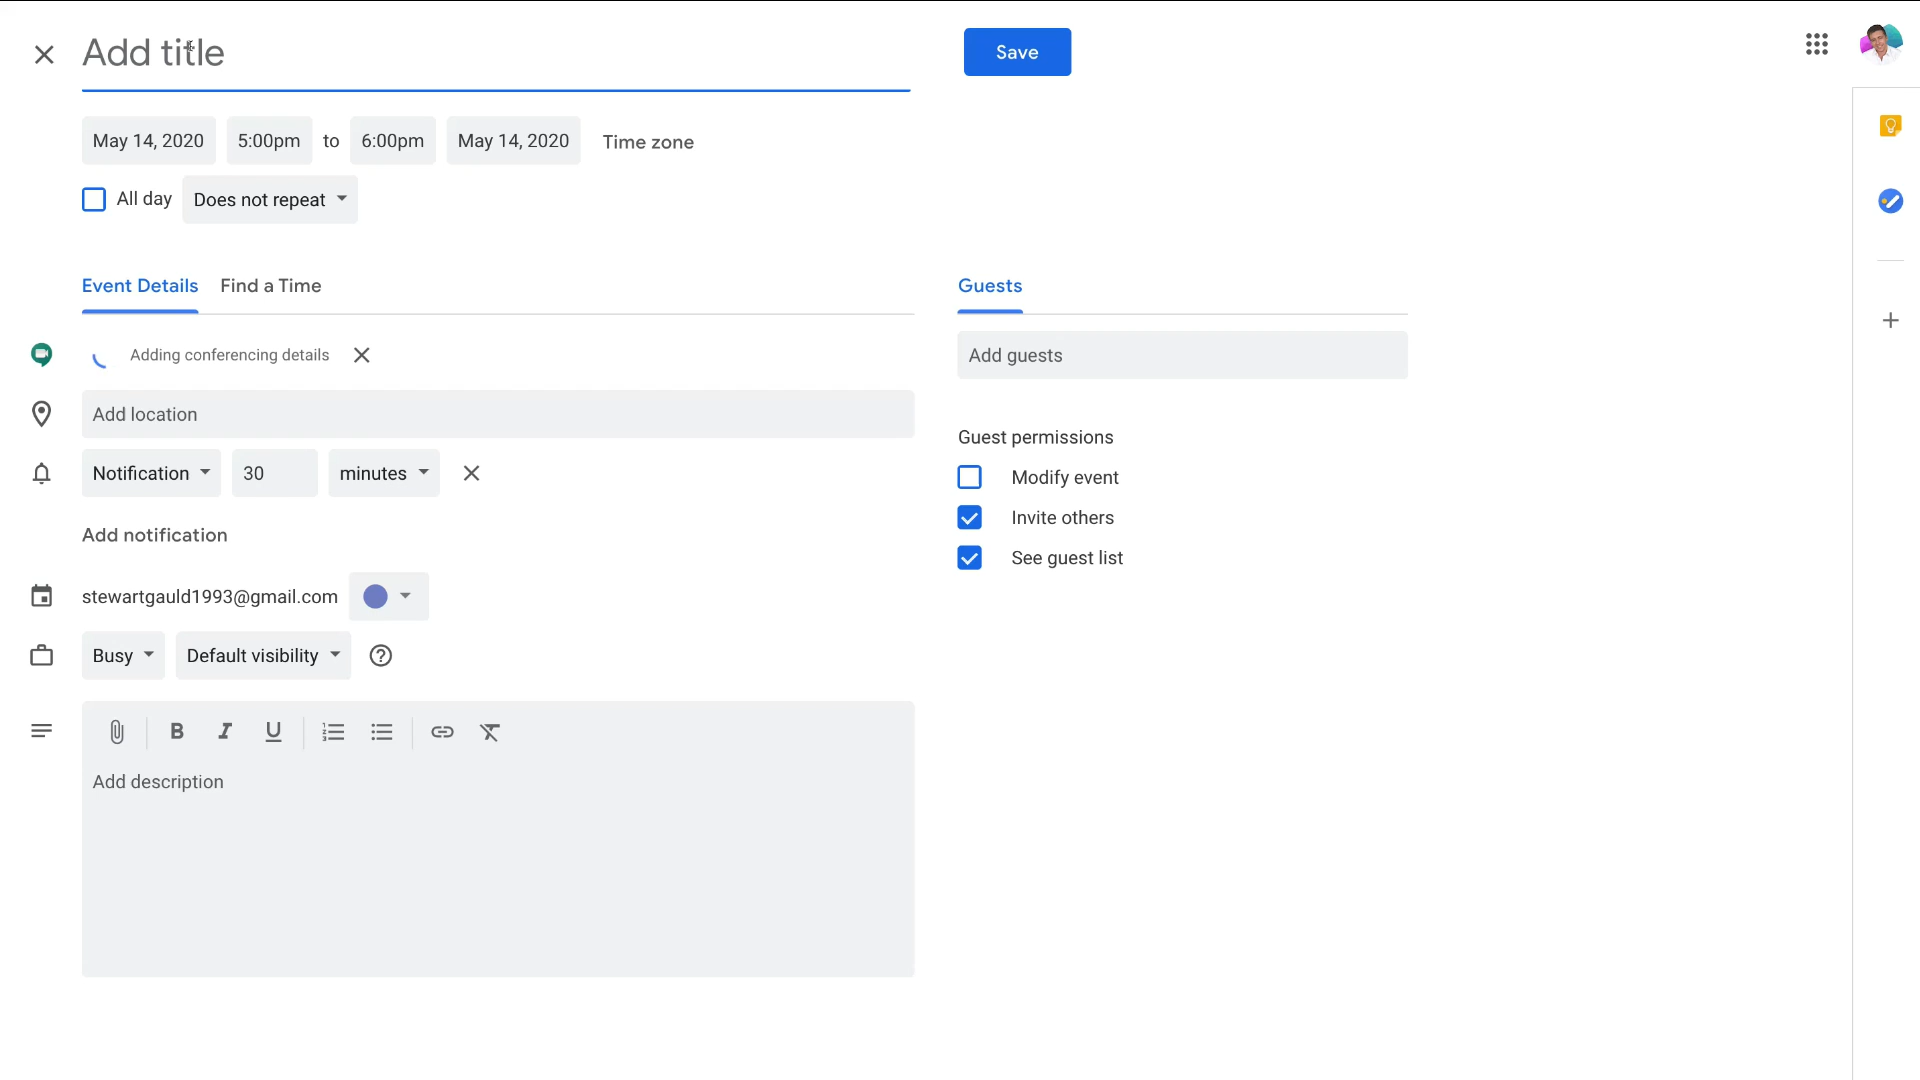 Add title
Save
May 14, 2020 5:00pm to 6:00pm May 14, 2020 Time zone
All day Does not repeat
Event Details Find a Time
Guests
Adding conferencing details
Add guests
Add location
Guest permissions
Notification 30 minutes
Modify event
Invite others
Add notification
See guest list
stewartgauld1993@gmail.com
Busy Default visibility
B I U
Add description